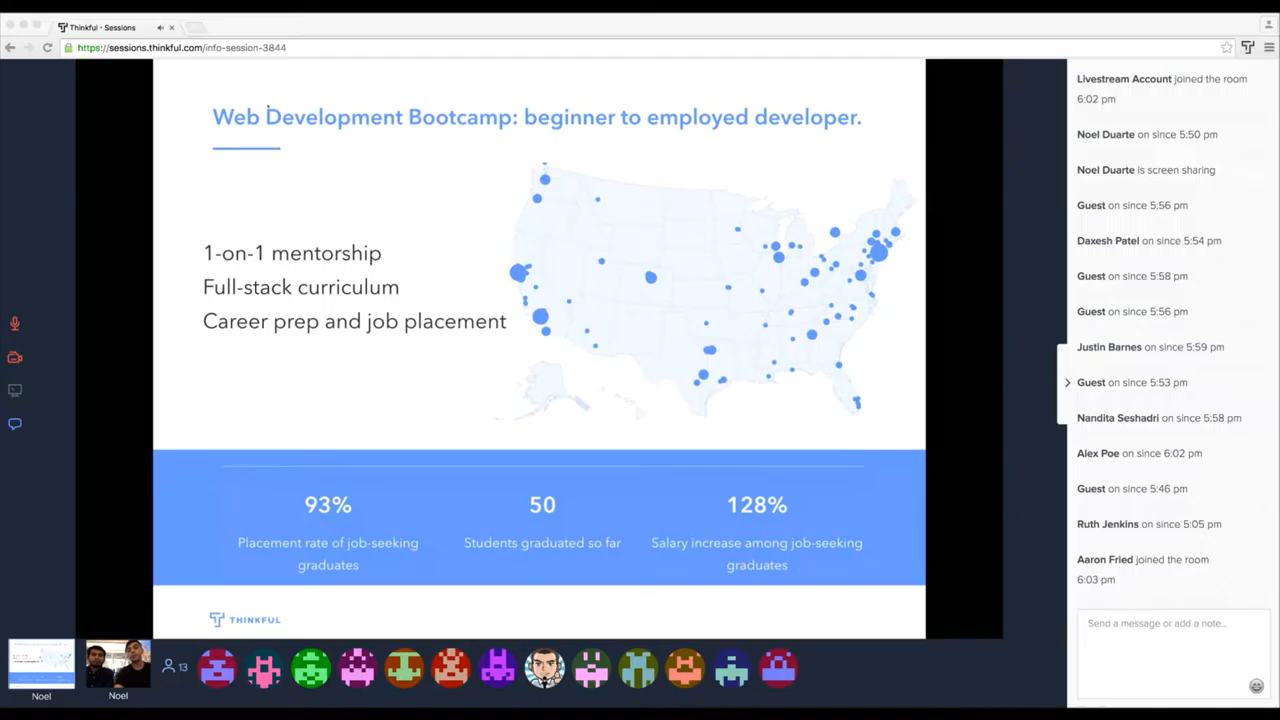 Thinkful - Sessions
https://sessions.thinkful.com/info-session-3844
Web Development Bootcamp: beginner to employed developer.
1-on-1 mentorship
Full-stack curriculum
Career prep and job placement
93%
Placement rate of job-seeking
graduates
50
Students graduated so far
128%
Salary increase among job-seeking
graduates
THINKFUL
Noel
Noel
13
Livestream Account joined the room
6:02 pm
Noel Duarte on since 5:50 pm
Noel Duarte is screen sharing
Guest on since 5:56 pm
Daxesh Patel on since 5:54 pm
Guest on since 5:58 pm
Guest on since 5:56 pm
Justin Barnes on since 5:59 pm
Guest on since 5:53 pm
Nandita Seshadri on since 5:58 pm
Alex Poe on since 6:02 pm
Guest on since 5:46 pm
Ruth Jenkins on since 5:05 pm
Aaron Fried joined the room
6:03 pm
Send a message or add a note...